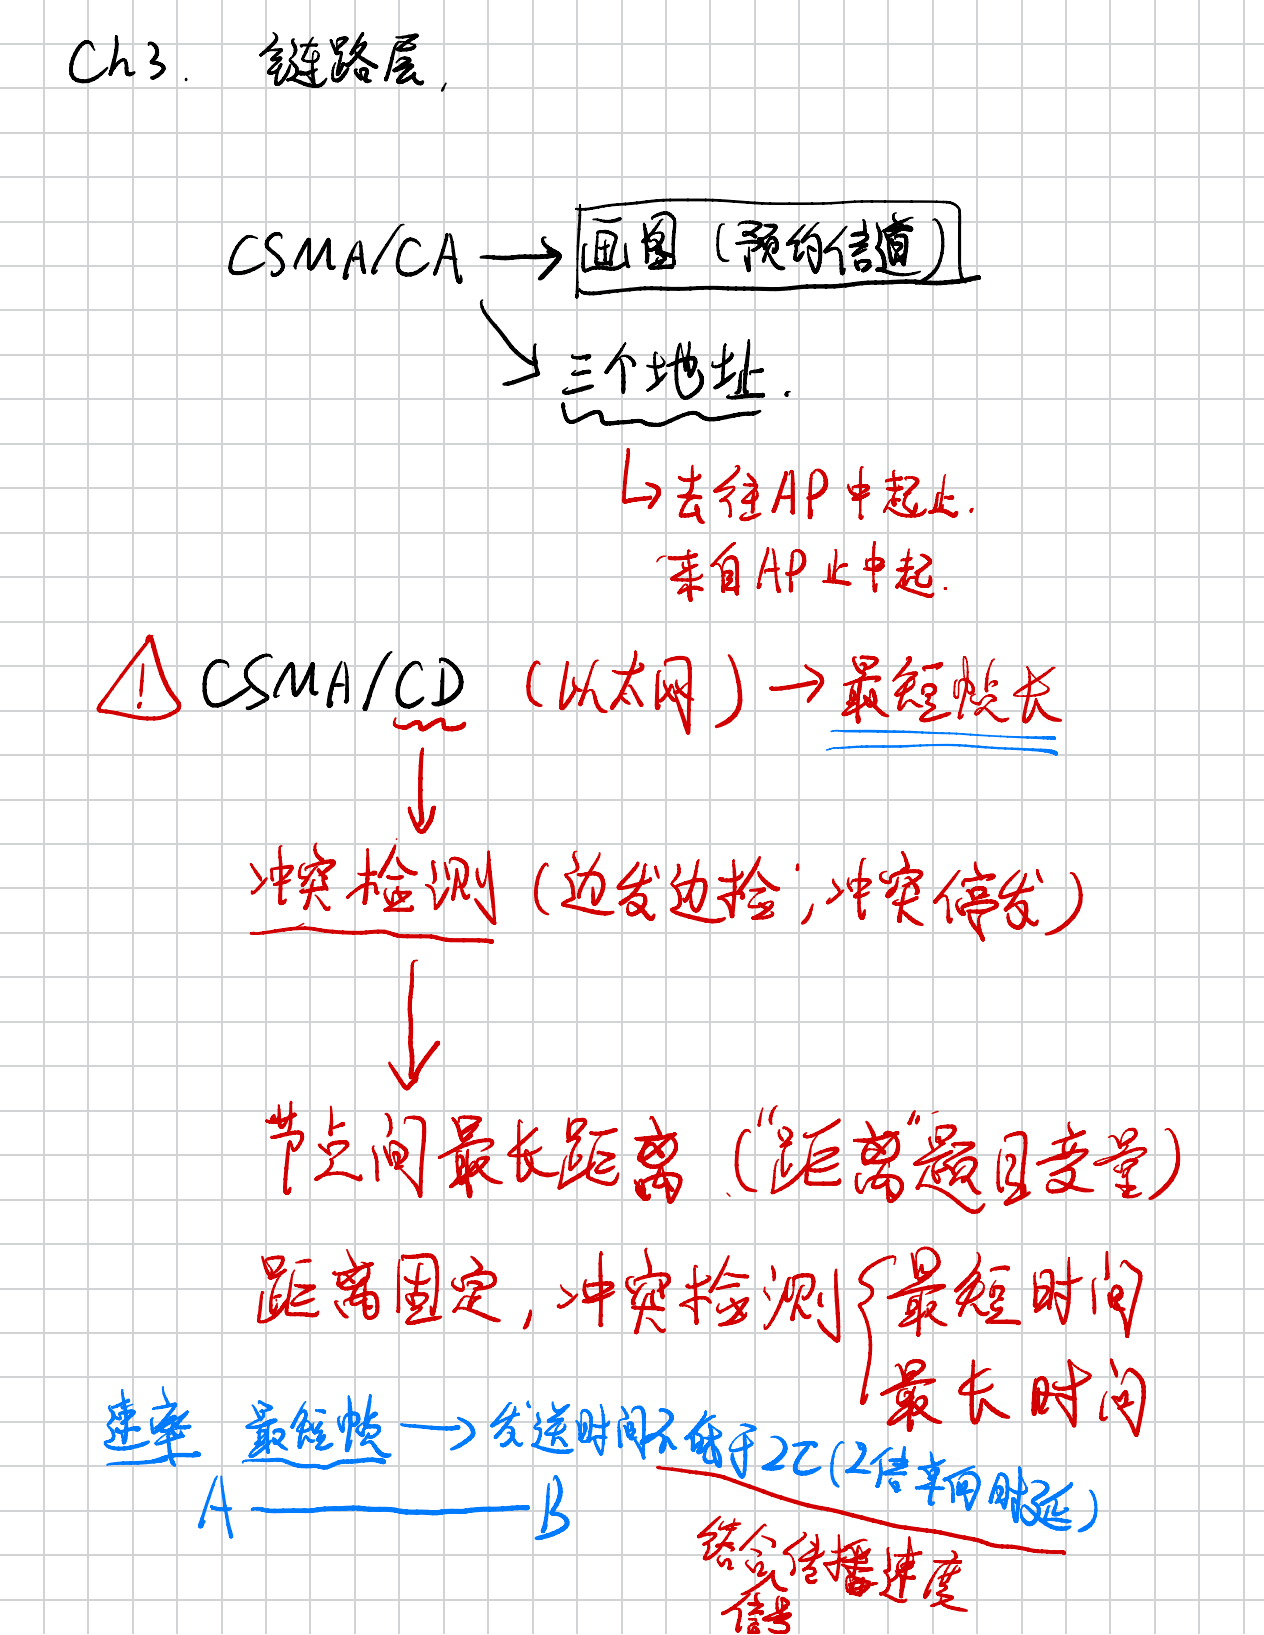 Ch3. 链路层.
CSMA/CA → 画图 (预约信道)
三个地址.
↳ 去往AP中起止.
来自AP止中起.
! CSMA/CD (以太网) → 最短帧长
冲突检测 (边发边检; 冲突停发)
节点间最长距离 ("距离"题目变量)
距离固定, 冲突检测 { 最短时间
最长时间
速率 最短帧 → 发送时间不低于2τ (2倍单向时延)
A —— B
结合传播速度
信号